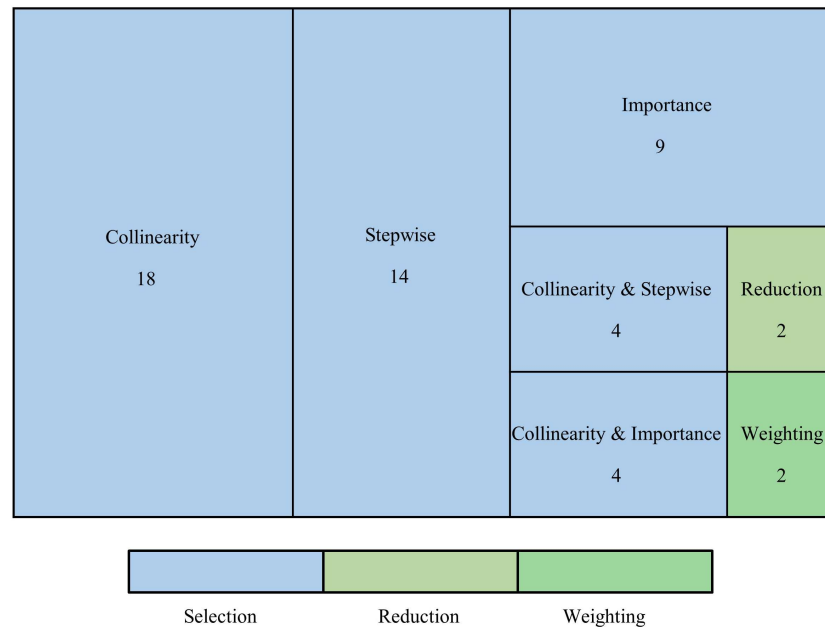 Collinearity
18
Stepwise
14
Importance
9
Collinearity & Stepwise
4
Reduction
2
Collinearity & Importance
4
Weighting
2
Selection
Reduction
Weighting